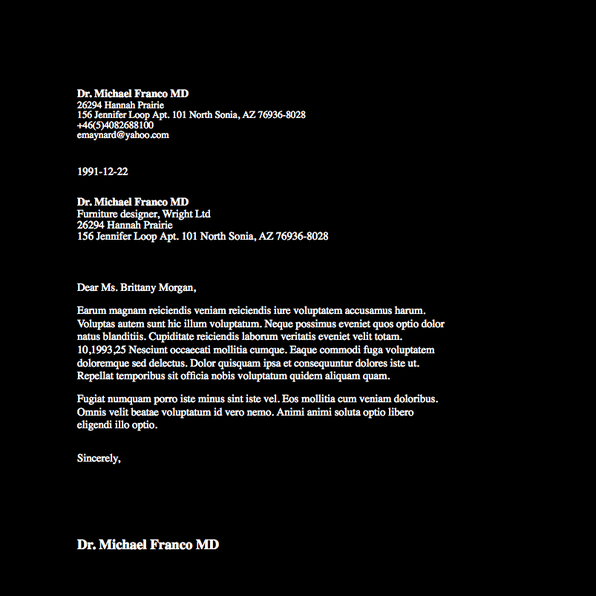 Dr. Michael Franco MD
26294 Hannah Prairie
156 Jennifer Loop Apt. 101 North Sonia, AZ 76936-8028
+46(5)4082688100
emaynard@yahoo.com
1991-12-22
Dr. Michael Franco MD
Furniture designer, Wright Ltd
26294 Hannah Prairie
156 Jennifer Loop Apt. 101 North Sonia, AZ 76936-8028
Dear Ms. Brittany Morgan,
Earum magnam reiciendis veniam reiciendis iure voluptatem accusamus harum.
Voluptas autem sunt hic illum voluptatum. Neque possimus eveniet quos optio dolor
natus blanditiis. Cupiditate reiciendis laborum veritatis eveniet velit totam.
10,1993,25 Nesciunt occaecati mollitia cumque. Eaque commodi fuga voluptatem
doloremque sed delectus. Dolor quisquam ipsa et consequuntur dolores iste ut.
Repellat temporibus sit officia nobis voluptatum quidem aliquam quam.
Fugiat numquam porro iste minus sint iste vel. Eos mollitia cum veniam doloribus.
Omnis velit beatae voluptatum id vero nemo. Animi animi soluta optio libero
eligendi illo optio.
Sincerely,
Dr. Michael Franco MD